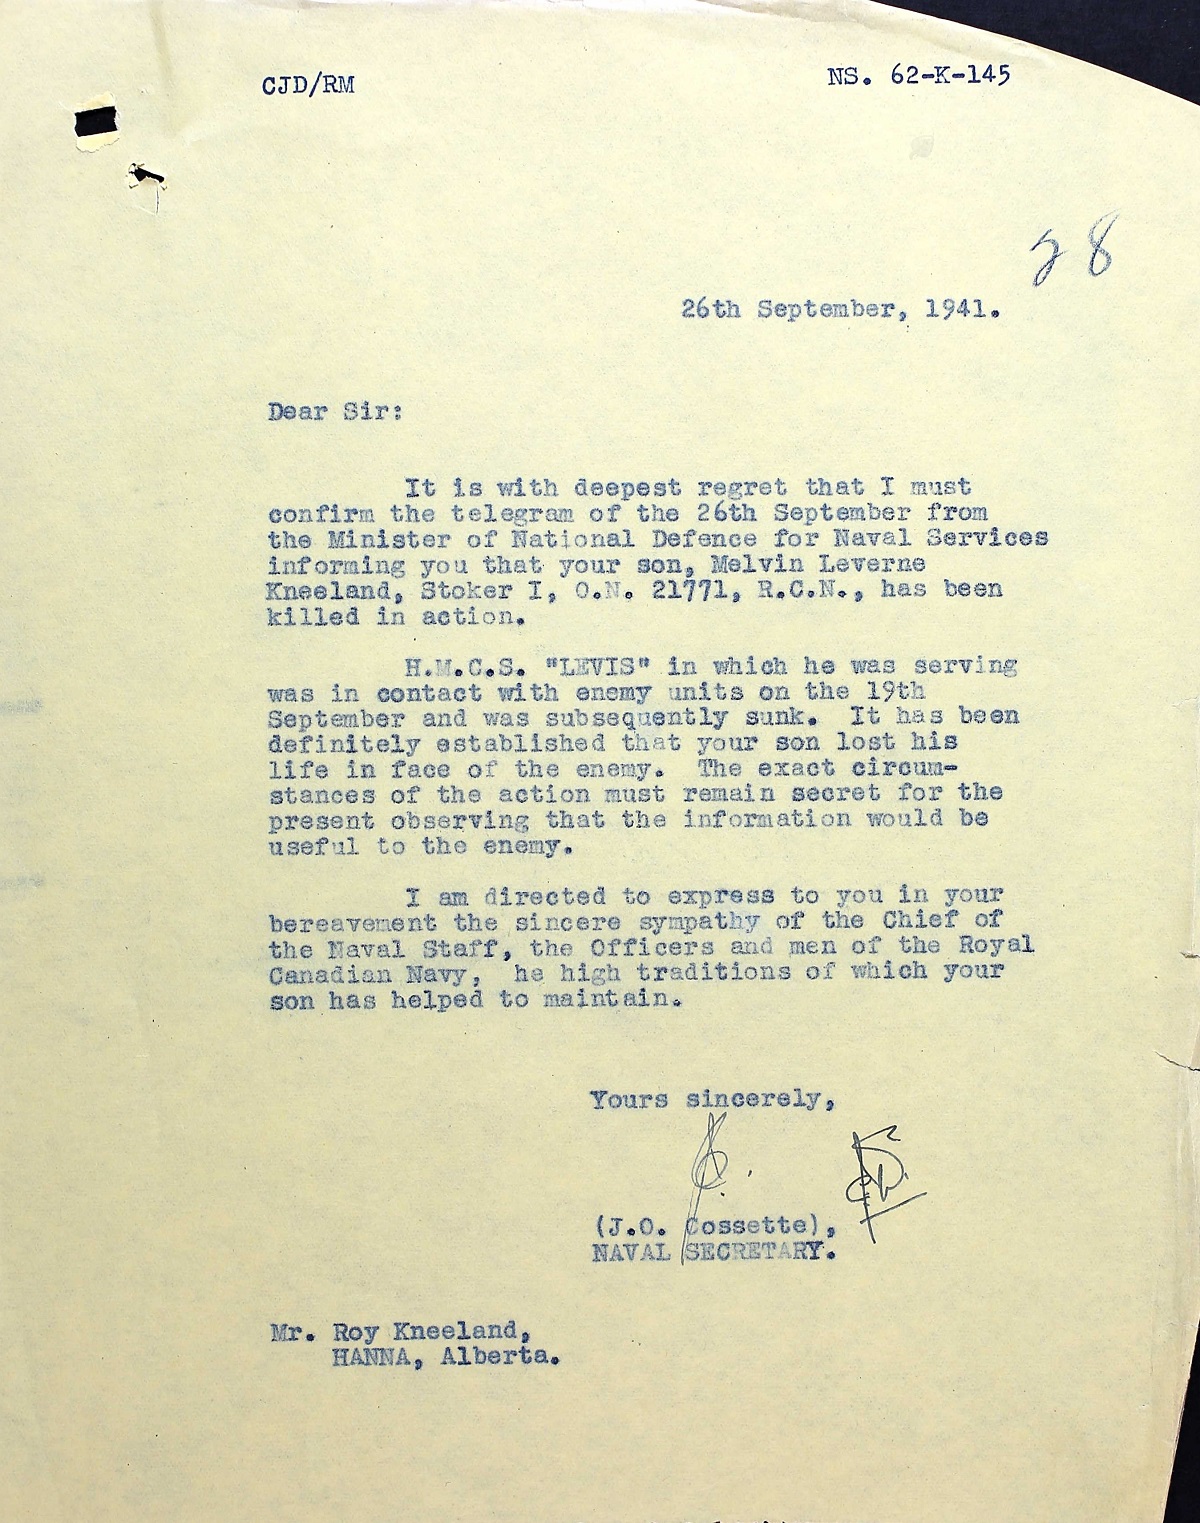 CJD/RM NS. 62-K-145
28
26th September, 1941.
Dear Sir:
It is with deepest regret that I must
confirm the telegram of the 26th September from
the Minister of National Defence for Naval Services
informing you that your son, Melvin Leverne
Kneeland, Stoker I, O.N. 21771, R.C.N., has been
killed in action.
H.M.C.S. "LEVIS" in which he was serving
was in contact with enemy units on the 19th
September and was subsequently sunk. It has been
definitely established that your son lost his
life in face of the enemy. The exact circum-
stances of the action must remain secret for the
present observing that the information would be
useful to the enemy.
I am directed to express to you in your
bereavement the sincere sympathy of the Chief of
the Naval Staff, the Officers and men of the Royal
Canadian Navy, he high traditions of which your
son has helped to maintain.
Yours sincerely,
(J.O. Cossette),
NAVAL SECRETARY.
Mr. Roy Kneeland,
HANNA, Alberta.